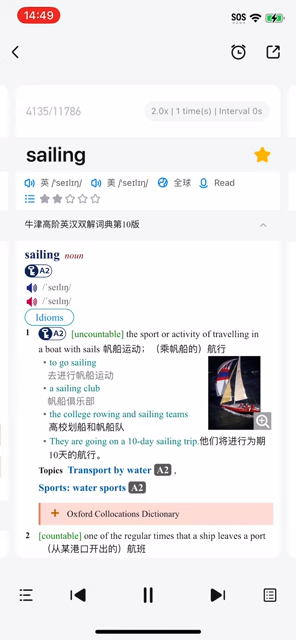 14:49
SOS
4135/11786
2.0x | 1 time(s) | Interval 0s
sailing
英 /'seɪlɪŋ/ 美 /'seɪlɪŋ/ 全球 Read
牛津高阶英汉双解词典第10版
sailing noun
A2
/ˈseɪlɪŋ/
/ˈseɪlɪŋ/
Idioms
1 A2 [uncountable] the sport or activity of travelling in
a boat with sails 帆船运动；（乘帆船的）航行
• to go sailing
去进行帆船运动
• a sailing club
帆船俱乐部
• the college rowing and sailing teams
高校划船和帆船队
• They are going on a 10-day sailing trip.他们将进行为期
10天的航行。
Topics Transport by water A2 ,
Sports: water sports A2
+ Oxford Collocations Dictionary
2 [countable] one of the regular times that a ship leaves a port
（从某港口开出的）航班